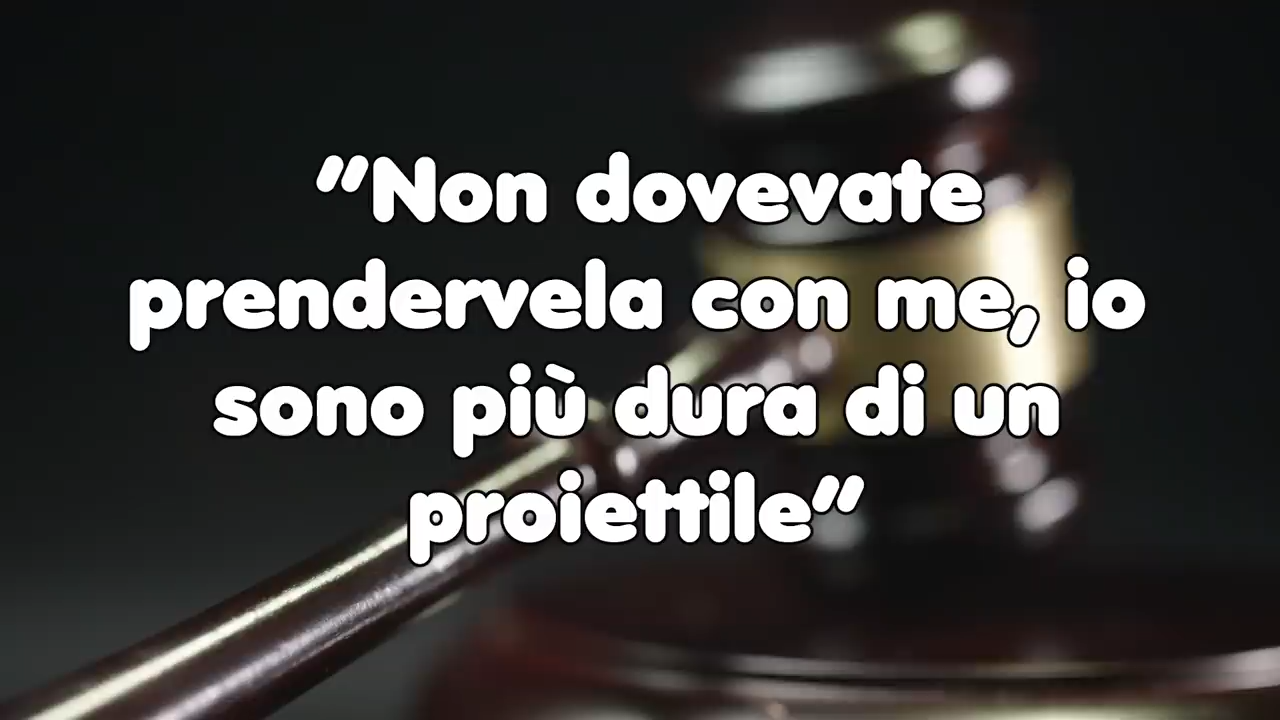 "Non dovevate
prendervela con me, io
sono più dura di un
proiettile"